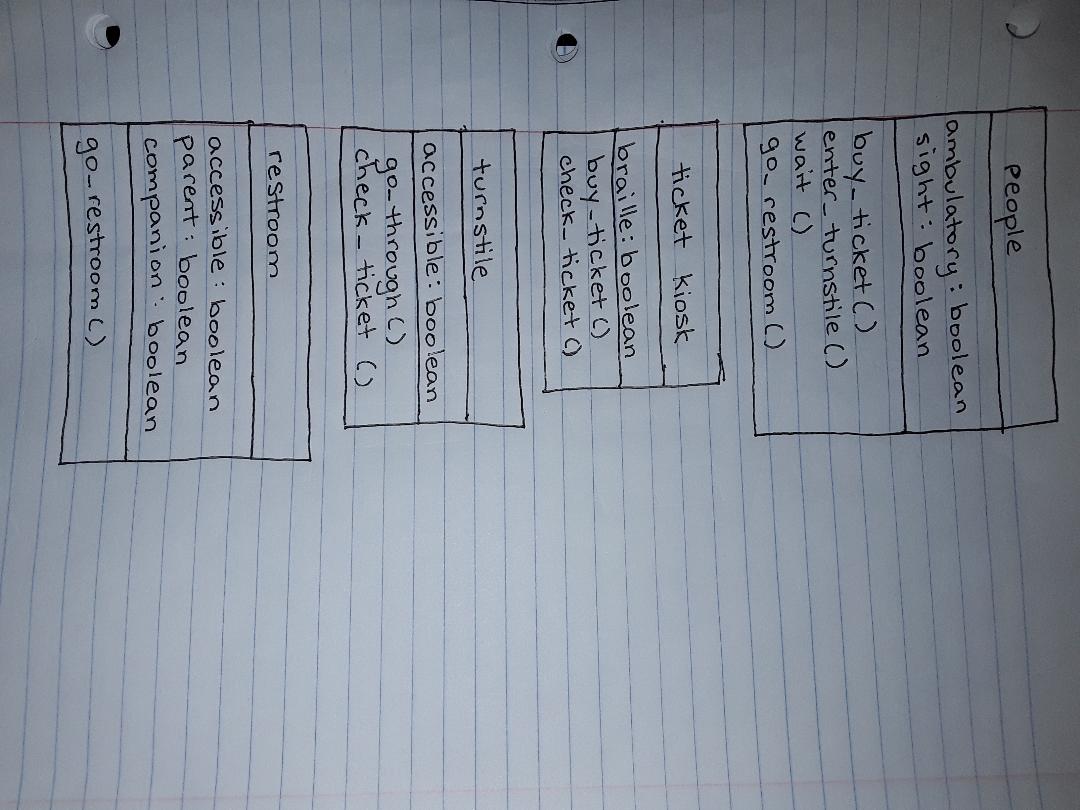 people
ambulatory: boolean
sight: boolean
buy_ticket()
enter_turnstile()
wait ()
go_restroom()
ticket kiosk
braille: boolean
buy_ticket()
check_ticket()
turnstile
accessible: boolean
go_through()
check_ticket ()
restroom
accessible: boolean
parent: boolean
companion: boolean
go_restroom()